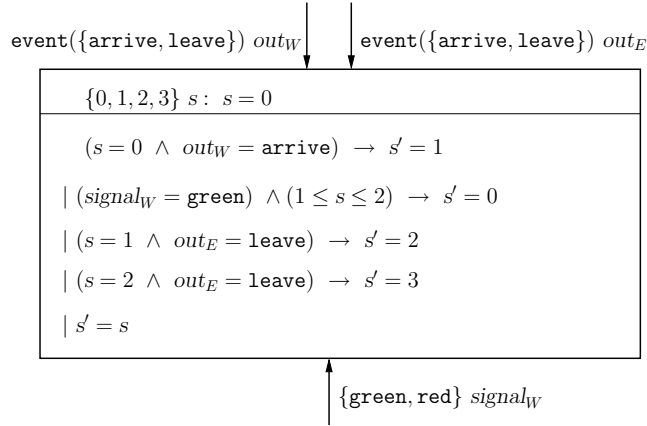 event({arrive, leave}) out_W event({arrive, leave}) out_E
{0, 1, 2, 3} s : s = 0
(s = 0 ∧ out_W = arrive) → s′ = 1
| (signal_W = green) ∧ (1 ≤ s ≤ 2) → s′ = 0
| (s = 1 ∧ out_E = leave) → s′ = 2
| (s = 2 ∧ out_E = leave) → s′ = 3
| s′ = s
{green, red} signal_W